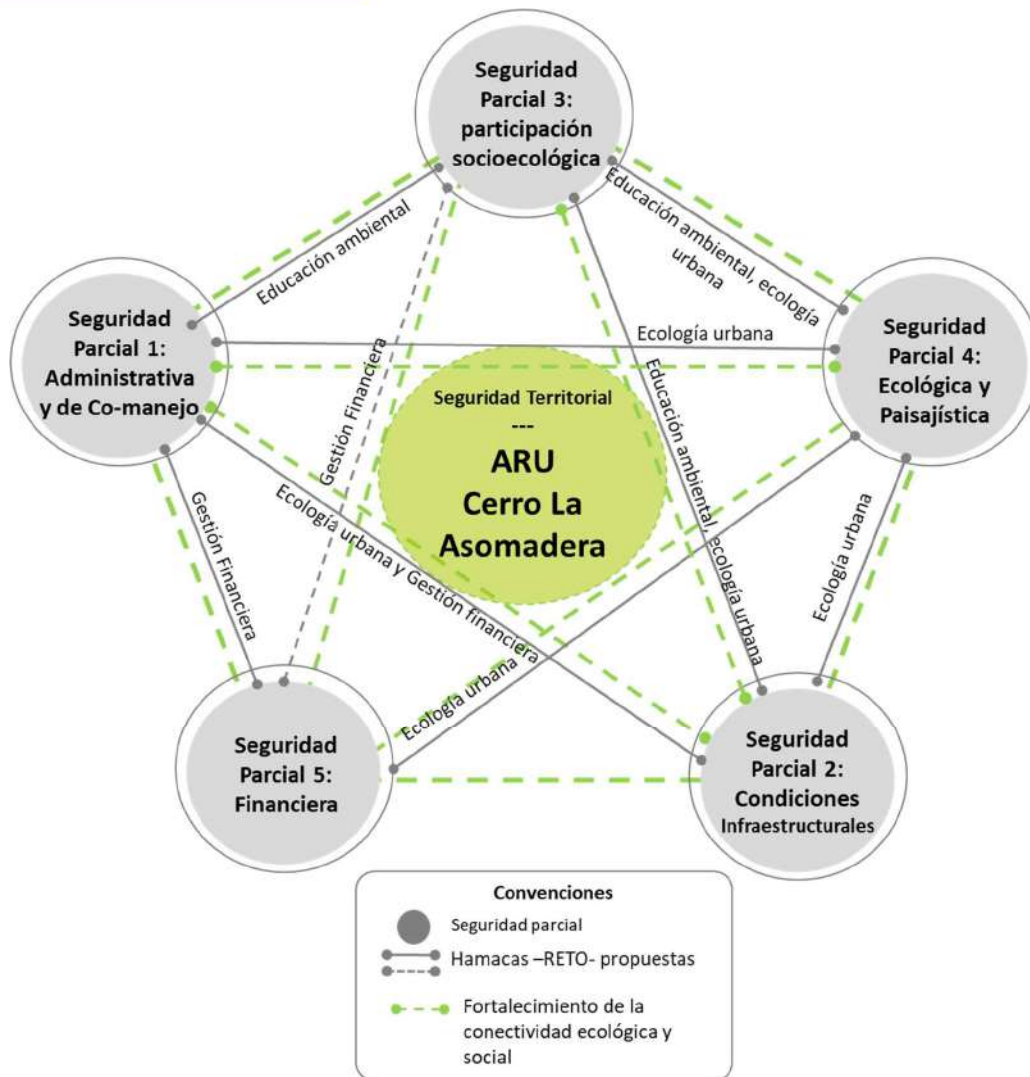 Seguridad
Parcial 3:
participación
socioecológica
Educación ambiental
Educación ambiental, ecología
urbana
Seguridad
Parcial 1:
Administrativa
y de Co-manejo
Ecología urbana
Seguridad
Parcial 4:
Ecológica y
Paisajística
Seguridad Territorial
---
ARU
Cerro La
Asomadera
Gestión Financiera
Educación ambiental, ecología urbana
Gestión Financiera
Ecología urbana y Gestión financiera
Ecología urbana
Ecología urbana
Seguridad
Parcial 5:
Financiera
Seguridad
Parcial 2:
Condiciones
Infraestructurales
Convenciones
Seguridad parcial
Hamacas –RETO- propuestas
Fortalecimiento de la
conectividad ecológica y
social